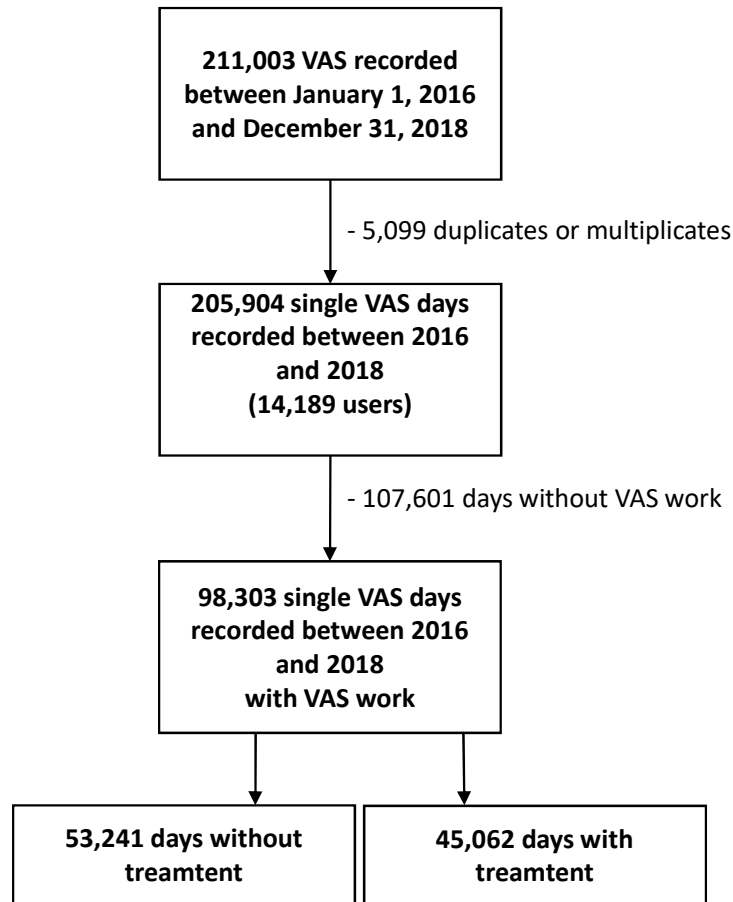 211,003 VAS recorded
between January 1, 2016
and December 31, 2018
- 5,099 duplicates or multiplicates
205,904 single VAS days
recorded between 2016
and 2018
(14,189 users)
- 107,601 days without VAS work
98,303 single VAS days
recorded between 2016
and 2018
with VAS work
53,241 days without
treamtent
45,062 days with
treamtent